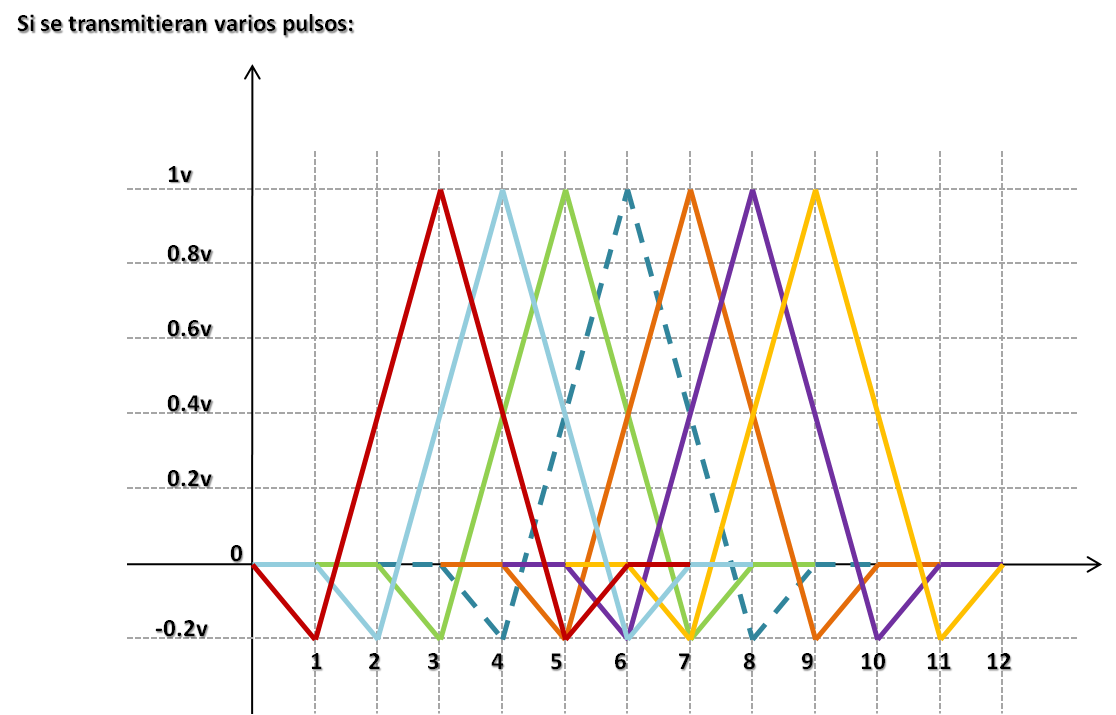 Si se transmitieran varios pulsos:
1v
0.8v
0.6v
0.4v
0.2v
0
-0.2v
1 2 3 4 5 6 7 8 9 10 11 12